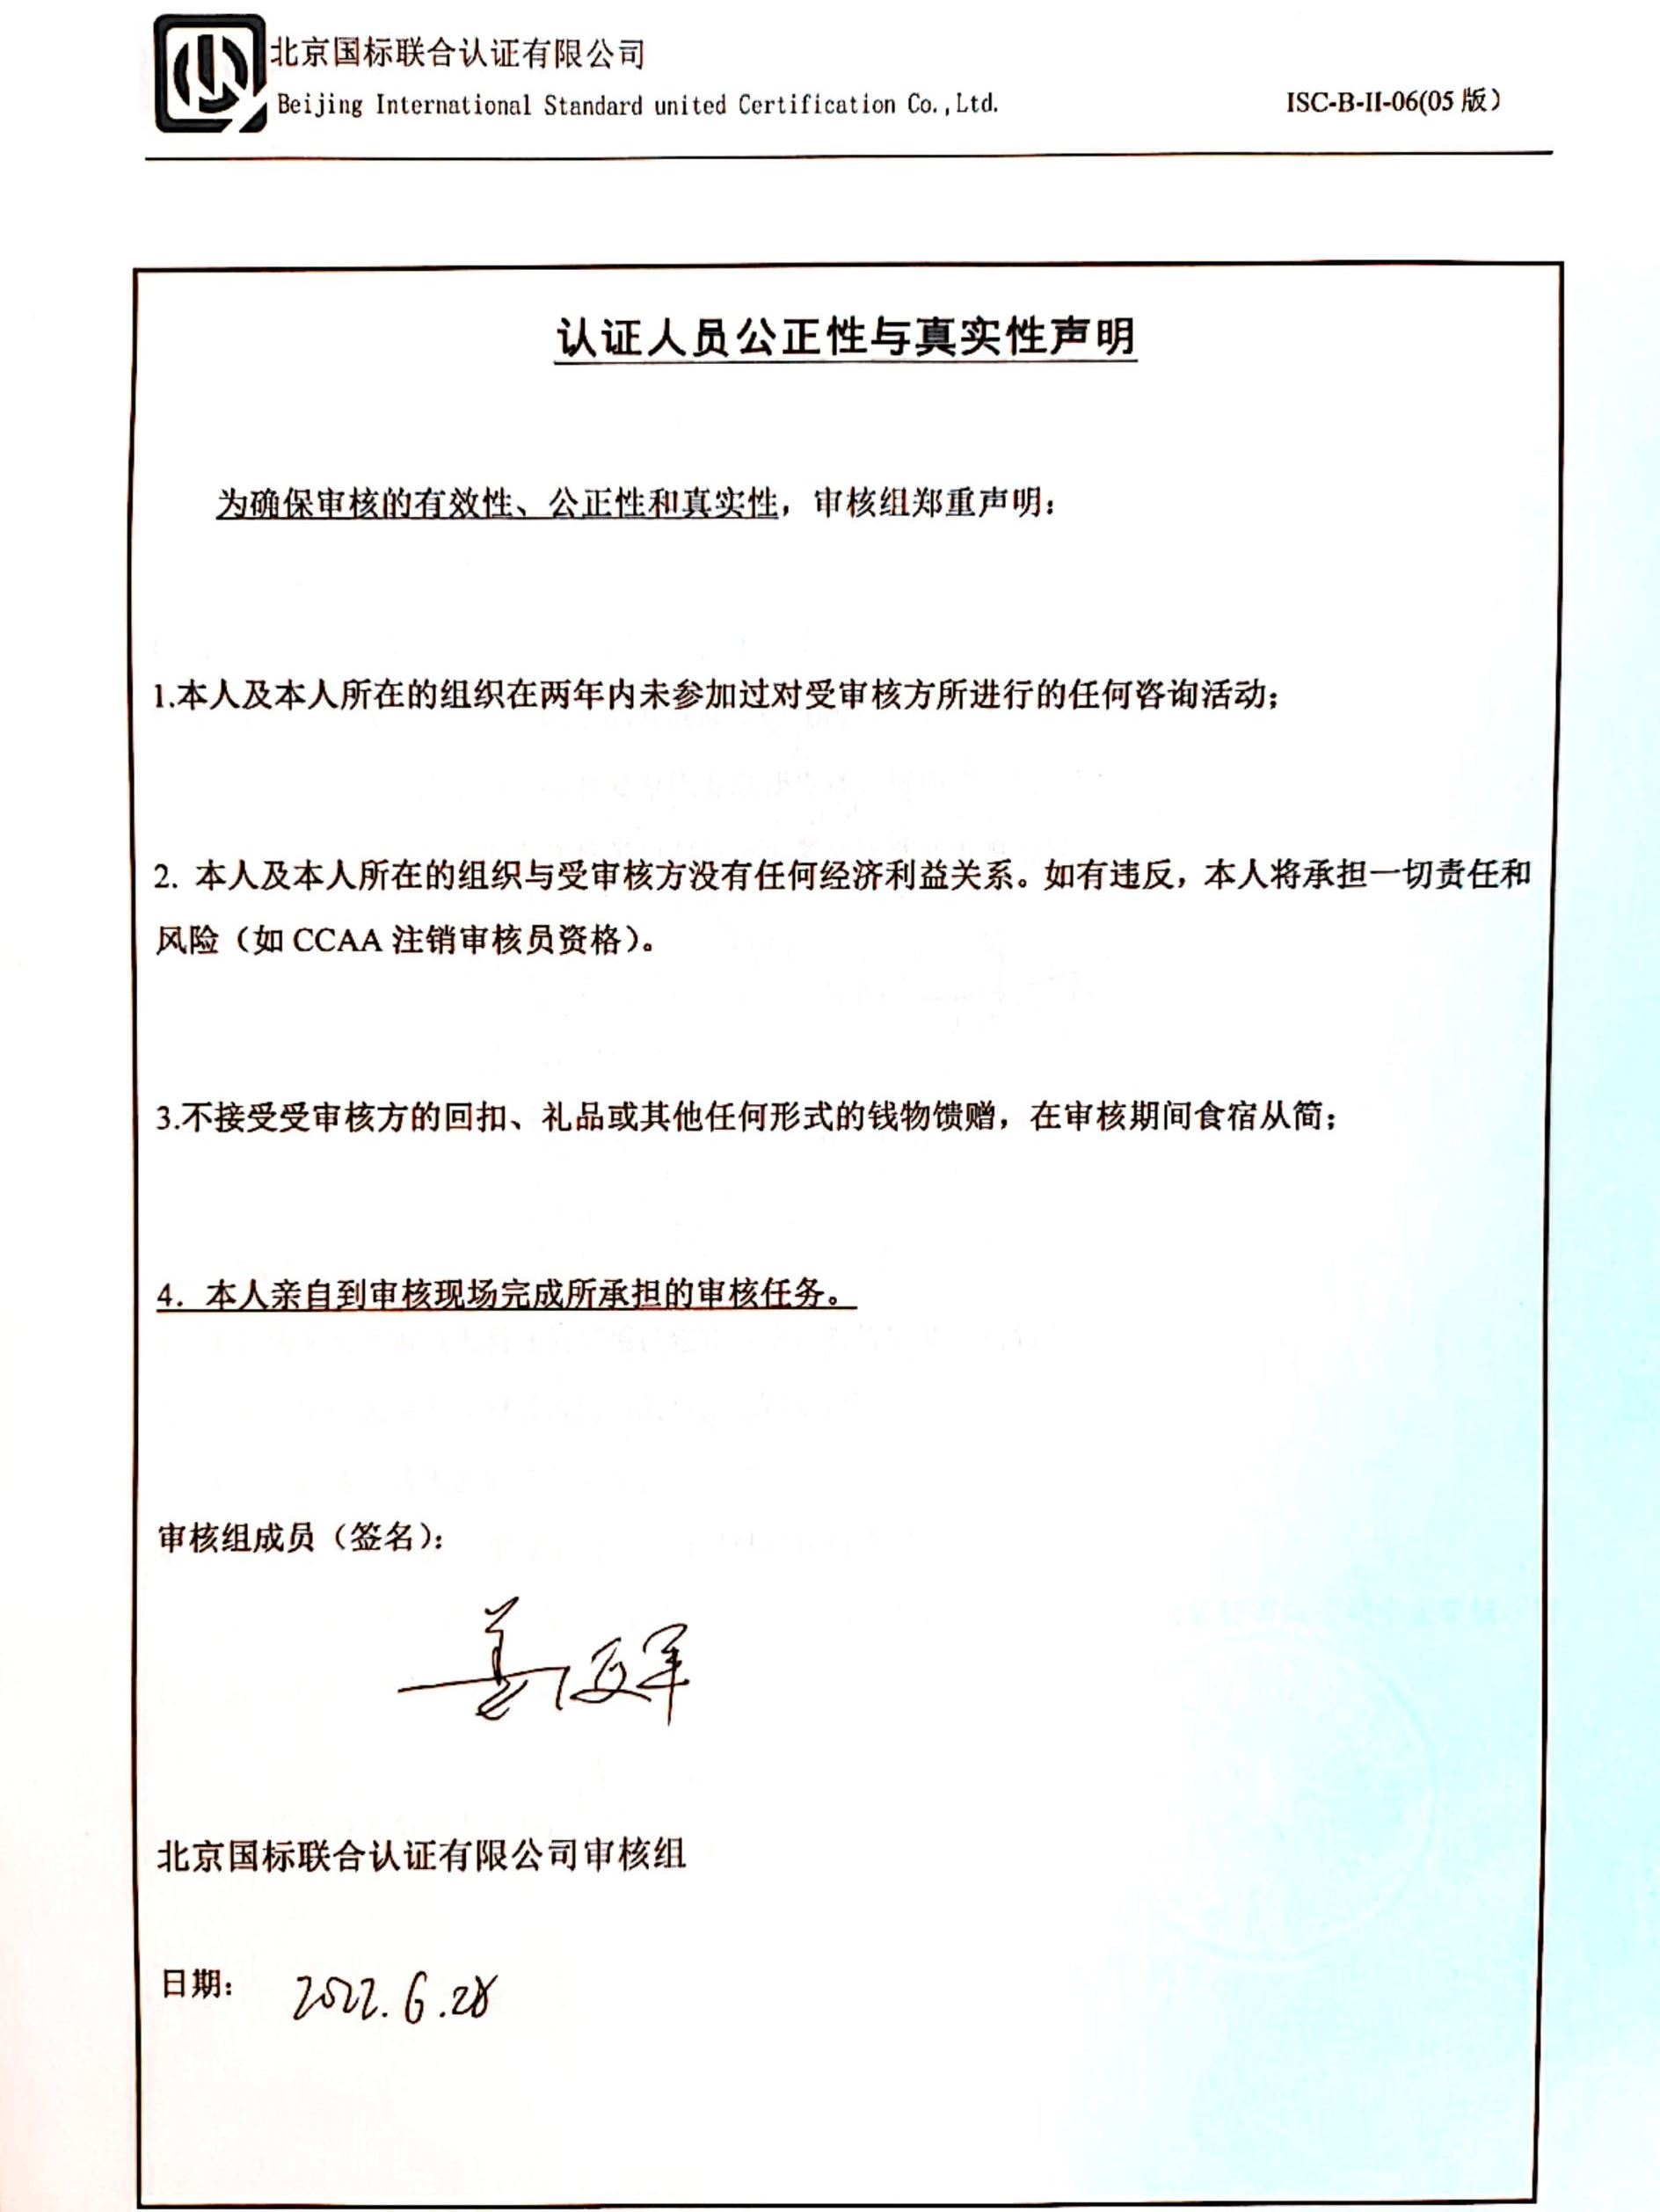 北京国标联合认证有限公司
Beijing International Standard united Certification Co.,Ltd.
ISC-B-II-06(05 版）
认证人员公正性与真实性声明
为确保审核的有效性、公正性和真实性，审核组郑重声明：
1.本人及本人所在的组织在两年内未参加过对受审核方所进行的任何咨询活动；
2. 本人及本人所在的组织与受审核方没有任何经济利益关系。如有违反，本人将承担一切责任和
风险（如 CCAA 注销审核员资格）。
3.不接受受审核方的回扣、礼品或其他任何形式的钱物馈赠，在审核期间食宿从简；
4. 本人亲自到审核现场完成所承担的审核任务。
审核组成员（签名）：
北京国标联合认证有限公司审核组
日期： 2022.6.28